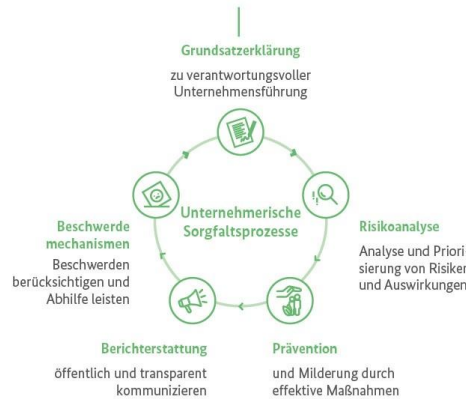 Grundsatzerklärung
zu verantwortungsvoller
Unternehmensführung
Unternehmerische
Sorgfaltsprozesse
Risikoanalyse
Analyse und Priori-
sierung von Risiken
und Auswirkungen
Prävention
und Milderung durch
effektive Maßnahmen
Berichterstattung
öffentlich und transparent
kommunizieren
Beschwerde
mechanismen
Beschwerden
berücksichtigen und
Abhilfe leisten